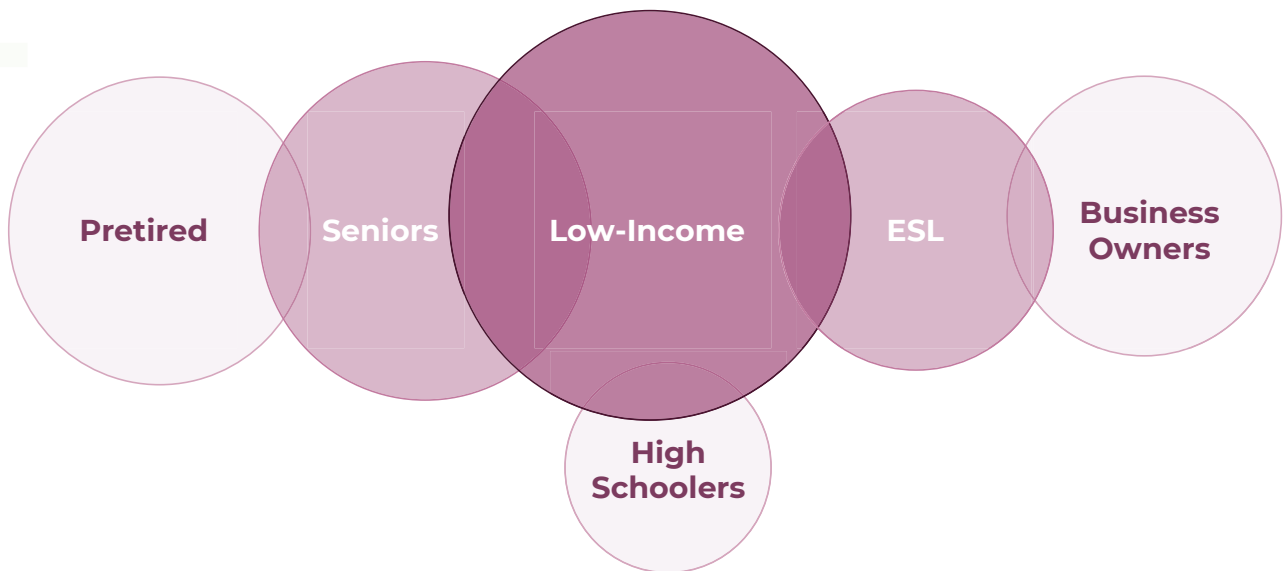 Pretired
Seniors
Low-Income
ESL
Business
Owners
High
Schoolers